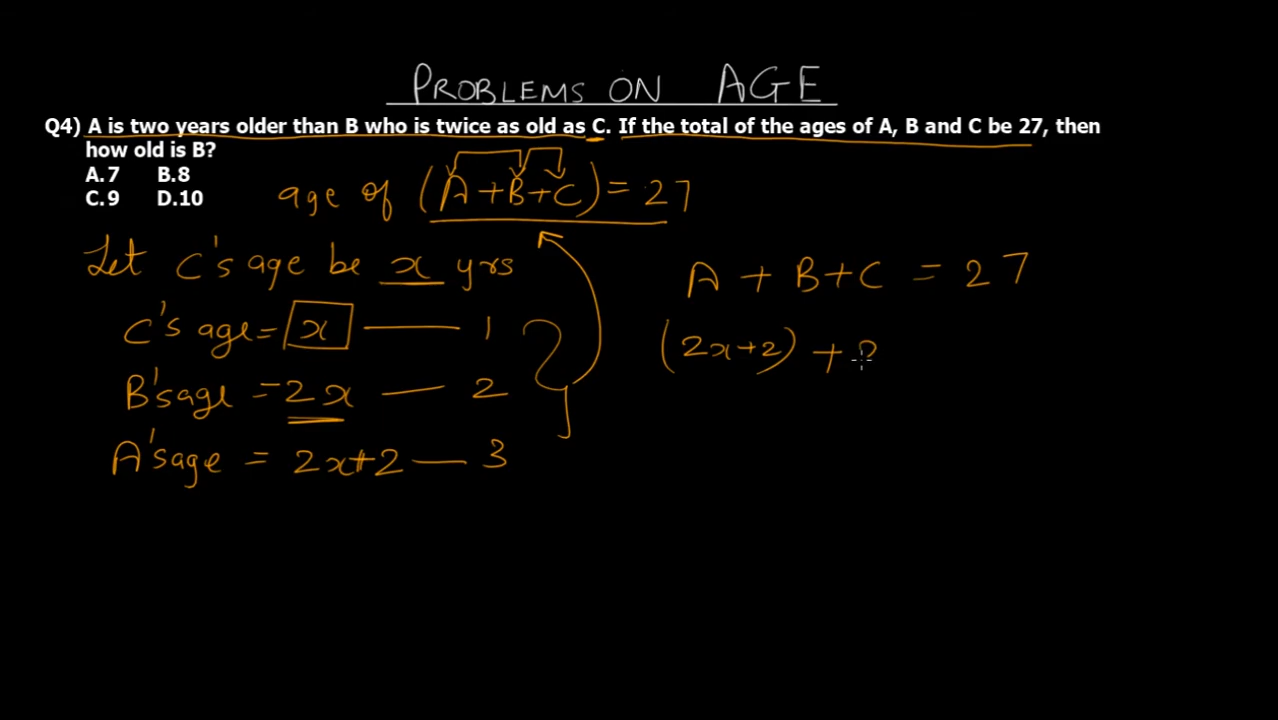 PROBLEMS ON AGE
Q4) A is two years older than B who is twice as old as C. If the total of the ages of A, B and C be 27, then
how old is B?
A.7 B.8
C.9 D.10
age of (A+B+C) = 27
Let C's age be x yrs
A + B + C = 27
C's age = x — 1
(2x+2) +
B's age = 2x — 2
A's age = 2x+2 — 3